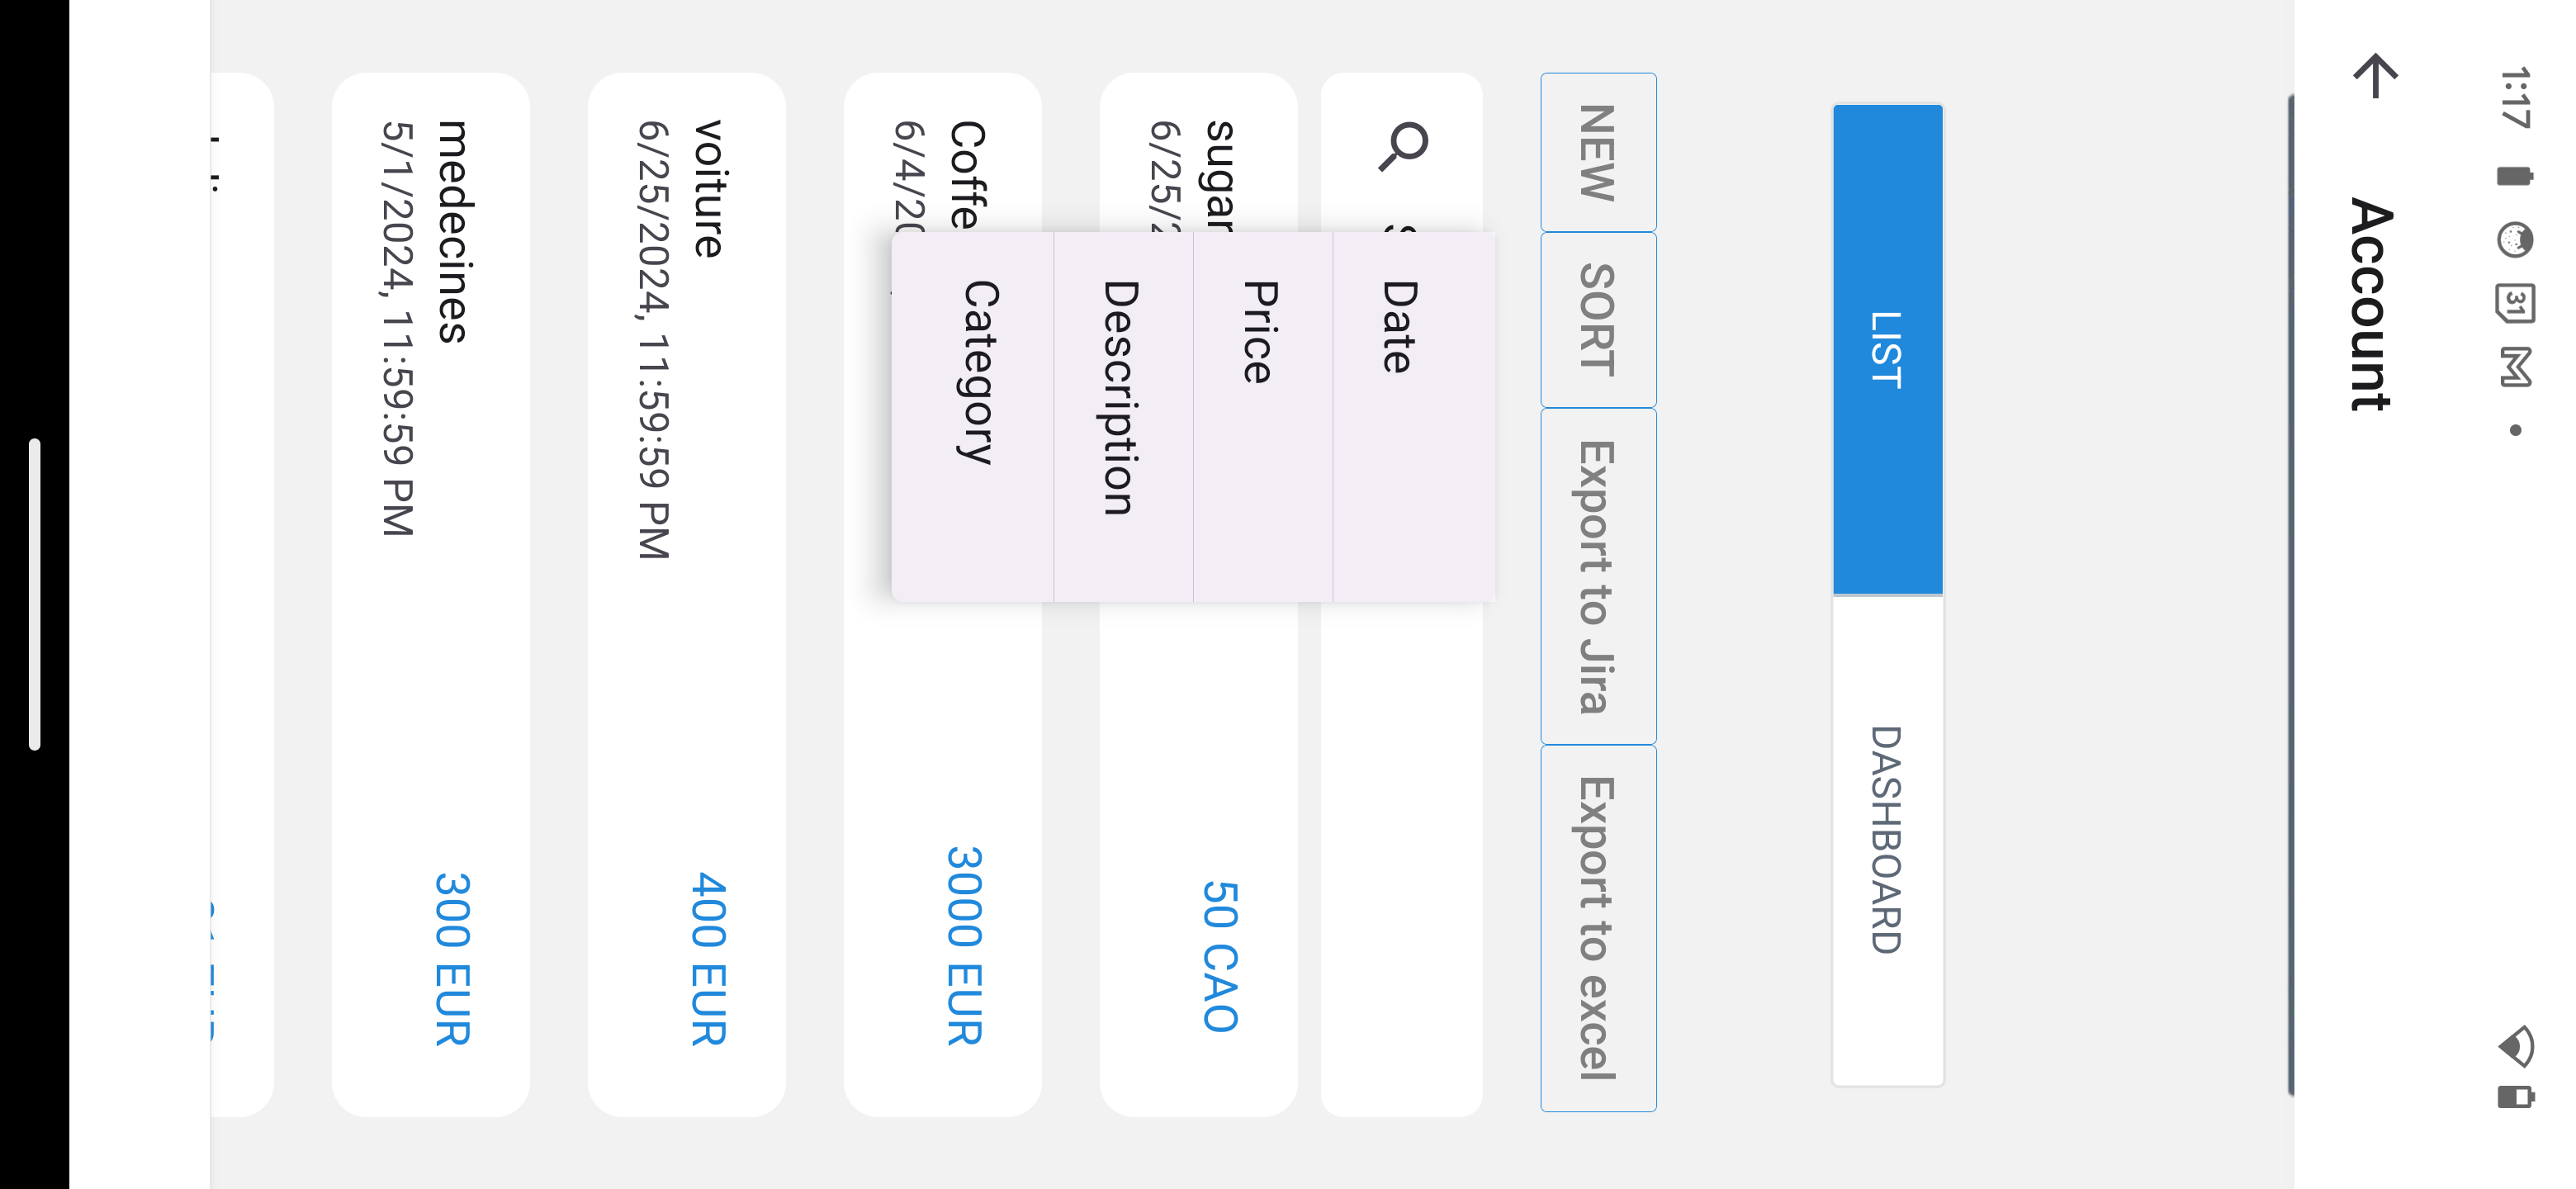 1:17
31
Account
LIST
DASHBOARD
NEW
SORT
Export to Jira
Export to excel
Date
Price
Description
Category
sugar
50 CAO
6/25/2
Coffe
3000 EUR
6/4/20
voiture
400 EUR
6/25/2024, 11:59:59 PM
medecines
300 EUR
5/1/2024, 11:59:59 PM